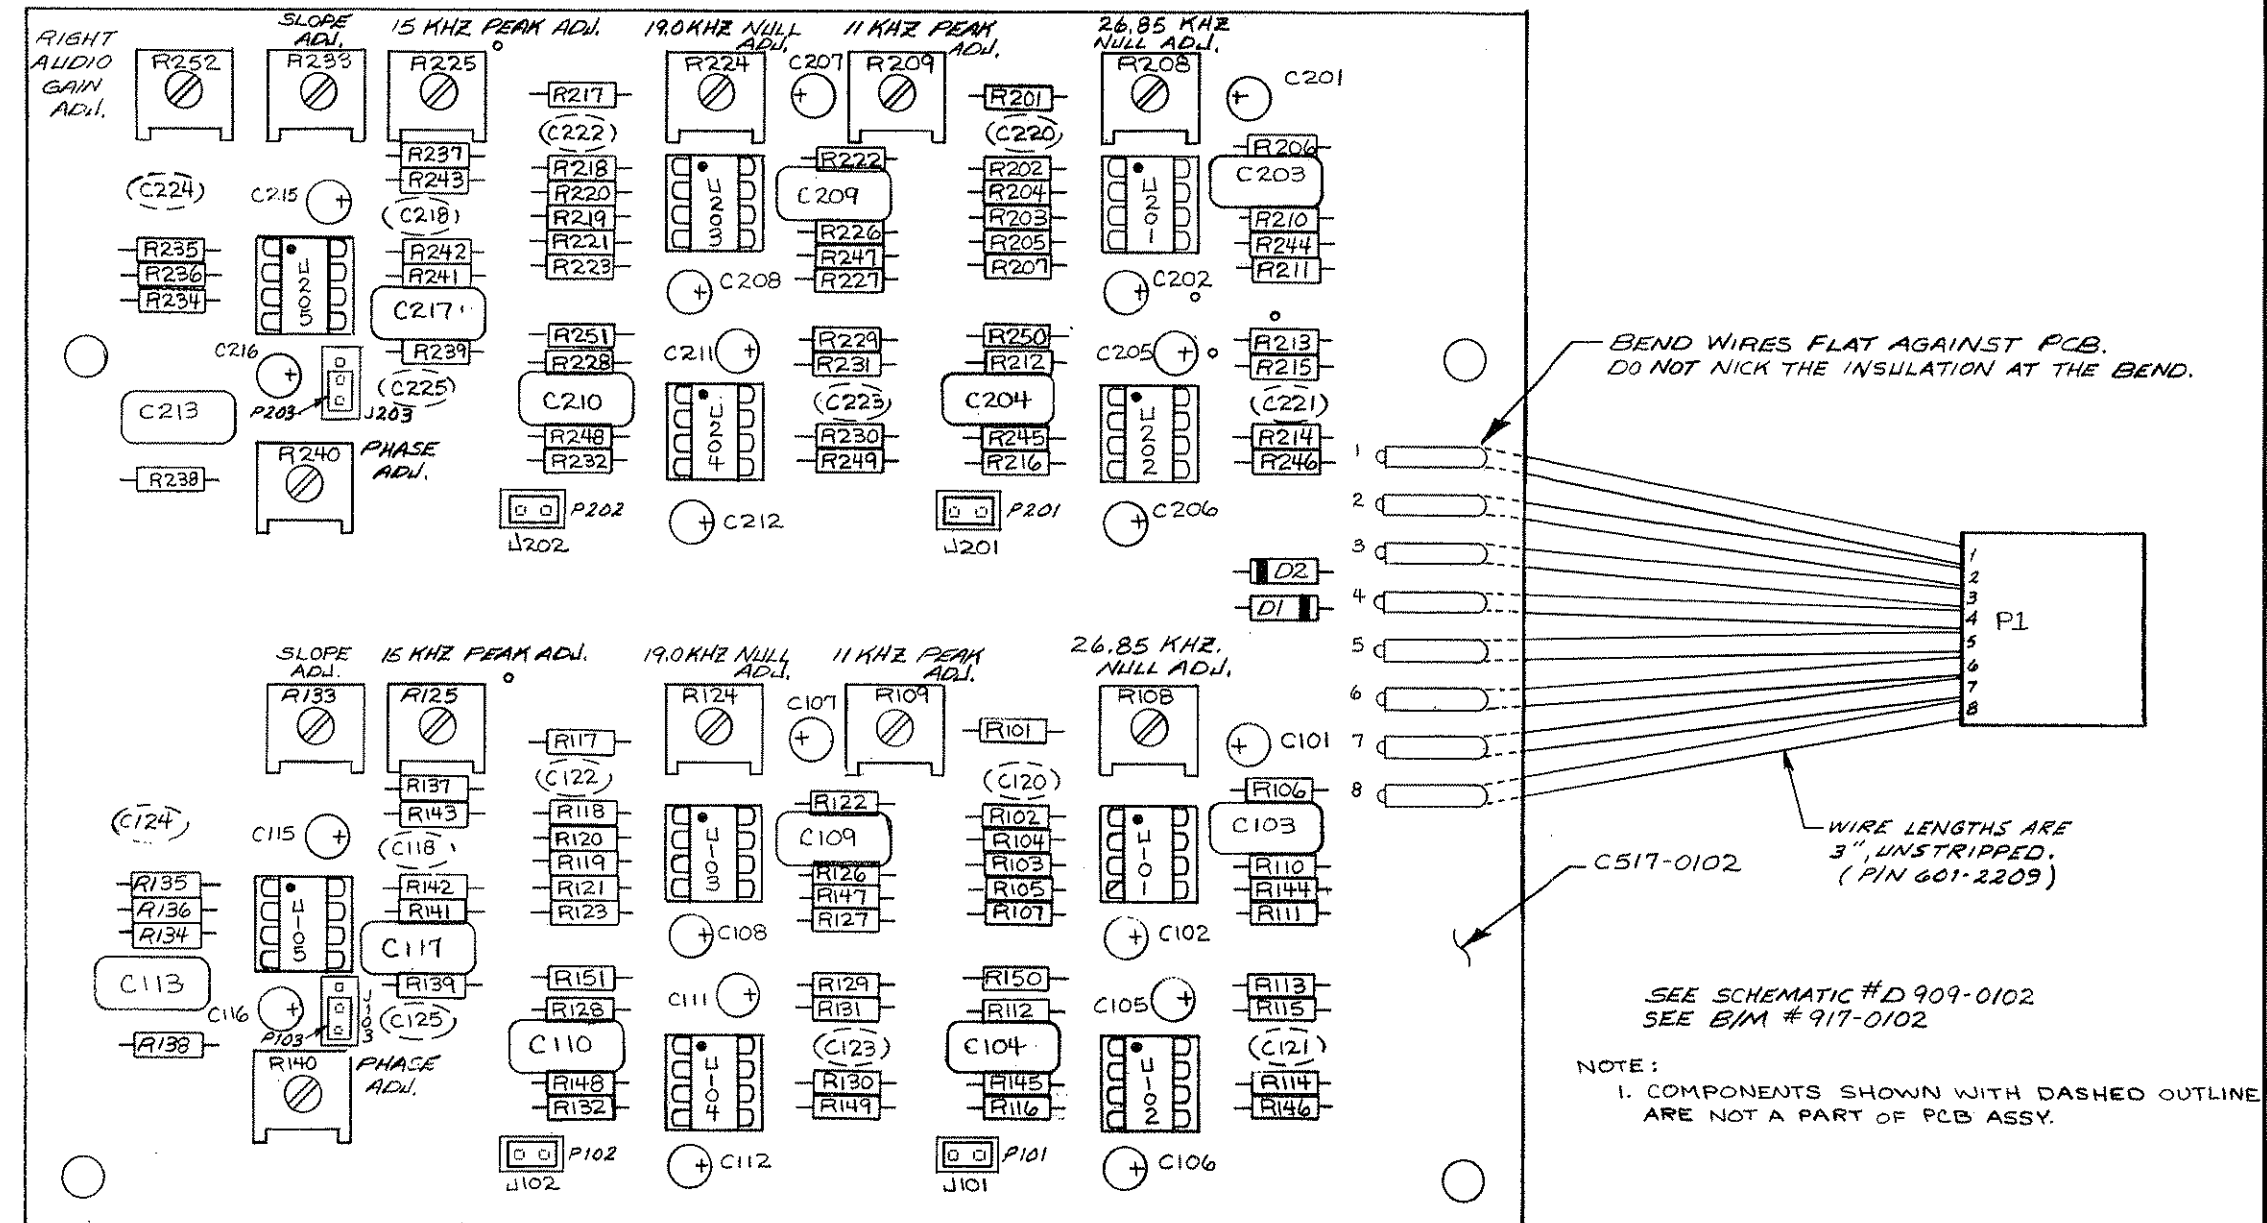 RIGHT
AUDIO
GAIN
ADJ.
SLOPE
ADJ.
15 KHZ PEAK ADJ.
19.0KHZ NULL
ADJ.
11 KHZ PEAK
ADJ.
26.85 KHZ
NULL ADJ.
R252
R233
R225
R224
C207
R209
R208
C201
R217
R201
C222
C220
R237
R243
R218
R220
R219
R221
R223
U203
R222
C209
R226
R247
R227
R202
R204
R203
R205
R207
U201
R206
C203
R210
R244
R211
C224
C215
C218
R235
R236
R234
U205
R242
R241
C217
R239
C208
C202
C216
P203
J203
C225
C213
R240
PHASE
ADJ.
R238
R251
R228
C210
R248
R232
C211
U204
R229
R231
C223
R230
R249
R250
R212
C204
R245
R216
C205
U202
R213
R215
C221
R214
R246
P202
J202
C212
P201
J201
C206
D2
D1
BEND WIRES FLAT AGAINST PCB.
DO NOT NICK THE INSULATION AT THE BEND.
1
2
3
4
5
6
7
8
1
2
3
4
5
6
7
8
P1
SLOPE
ADJ.
15 KHZ PEAK ADJ.
19.0KHZ NULL
ADJ.
11 KHZ PEAK
ADJ.
26.85 KHZ.
NULL ADJ.
R133
R125
R124
C107
R109
R108
C101
R117
R101
C122
C120
R137
R143
R118
R120
R119
R121
R123
U103
R122
C109
R126
R147
R127
R102
R104
R103
R105
R107
U101
R106
C103
R110
R144
R111
C124
C115
C118
R135
R136
R134
U105
R142
R141
C117
R139
C108
C102
C113
C116
P103
J103
C125
R138
R140
PHASE
ADJ.
R151
R128
C110
R148
R132
C111
U104
R129
R131
C123
R130
R149
R150
R112
C104
R145
R116
C105
U102
R113
R115
C121
R114
R146
P102
J102
C112
P101
J101
C106
WIRE LENGTHS ARE
3", UNSTRIPPED.
(P/N 601-2209)
C517-0102
SEE SCHEMATIC #D909-0102
SEE B/M #917-0102
NOTE:
1. COMPONENTS SHOWN WITH DASHED OUTLINE
ARE NOT A PART OF PCB ASSY.